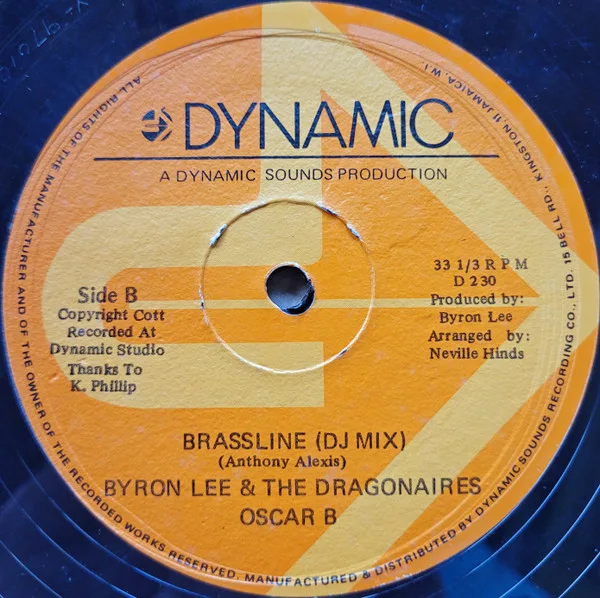 DYNAMIC
A DYNAMIC SOUNDS PRODUCTION
Side B
Copyright Cott
Recorded At
Dynamic Studio
Thanks To
K. Phillip
33 1/3 R P M
D 230
Produced by:
Byron Lee
Arranged by:
Neville Hinds
BRASSLINE (DJ MIX)
(Anthony Alexis)
BYRON LEE & THE DRAGONAIRES
OSCAR B
ALL RIGHTS OF THE MANUFACTURER AND OF THE OWNER OF THE RECORDED WORKS RESERVED. MANUFACTURED & DISTRIBUTED BY DYNAMIC SOUNDS RECORDING CO., LTD. 15 BELL RD., KINGSTON 11 JAMAICA W.I.